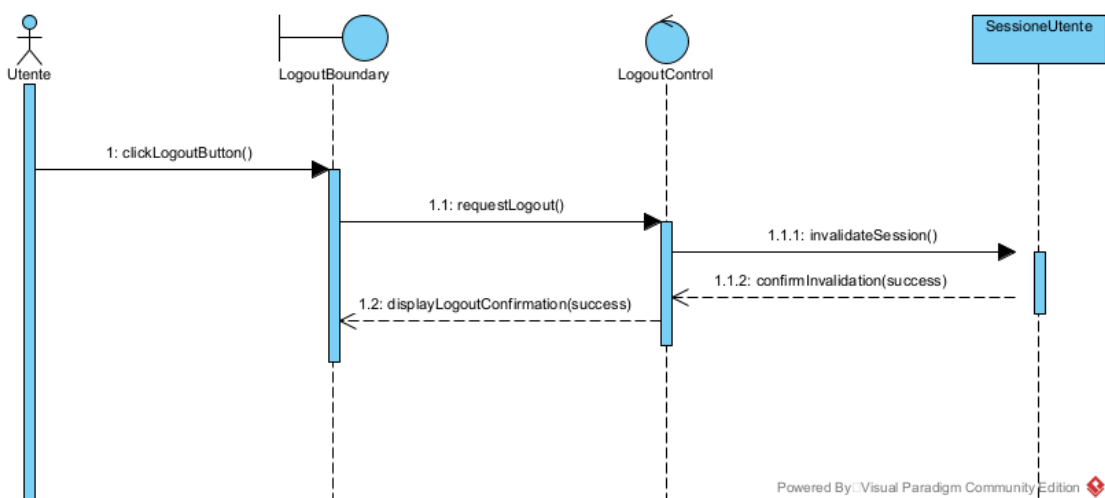 SessioneUtente
Utente
LogoutBoundary
LogoutControl
1: clickLogoutButton()
1.1: requestLogout()
1.1.1: invalidateSession()
1.1.2: confirmInvalidation(success)
1.2: displayLogoutConfirmation(success)
Powered By Visual Paradigm Community Edition